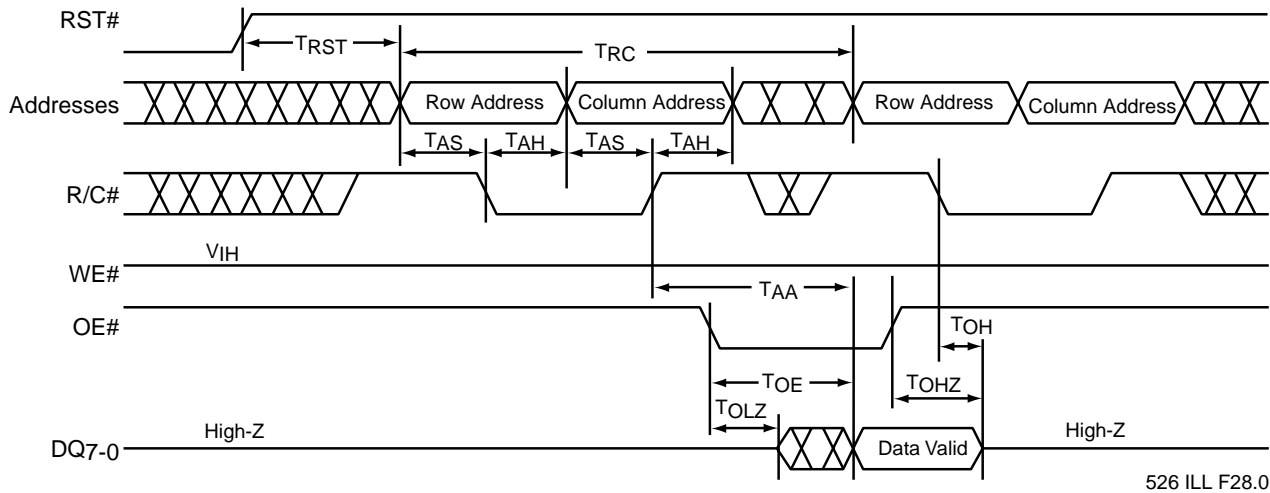 RST#
TRST
TRC
Addresses
Row Address
Column Address
Row Address
Column Address
TAS
TAH
TAS
TAH
R/C#
VIH
WE#
TAA
OE#
TOH
TOE
TOHZ
TOLZ
High-Z
Data Valid
High-Z
DQ7-0
526 ILL F28.0